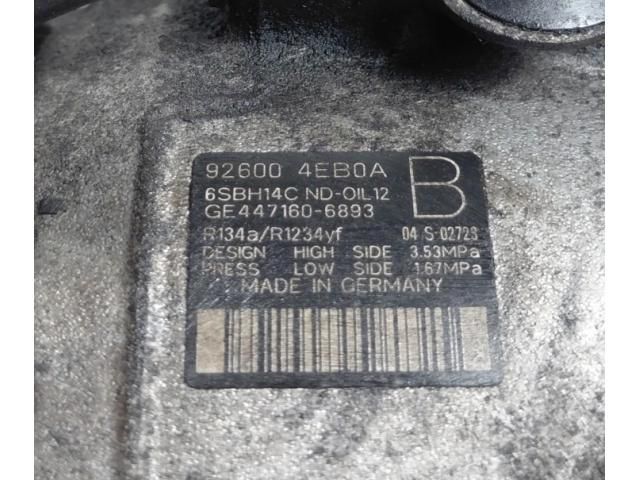 92600 4EB0A B
6SBH14C ND-OIL12
GE447160-6893
R134a/R1234yf 04 S-02723
DESIGN HIGH SIDE 3.53MPa
PRESS LOW SIDE 1.67MPa
MADE IN GERMANY